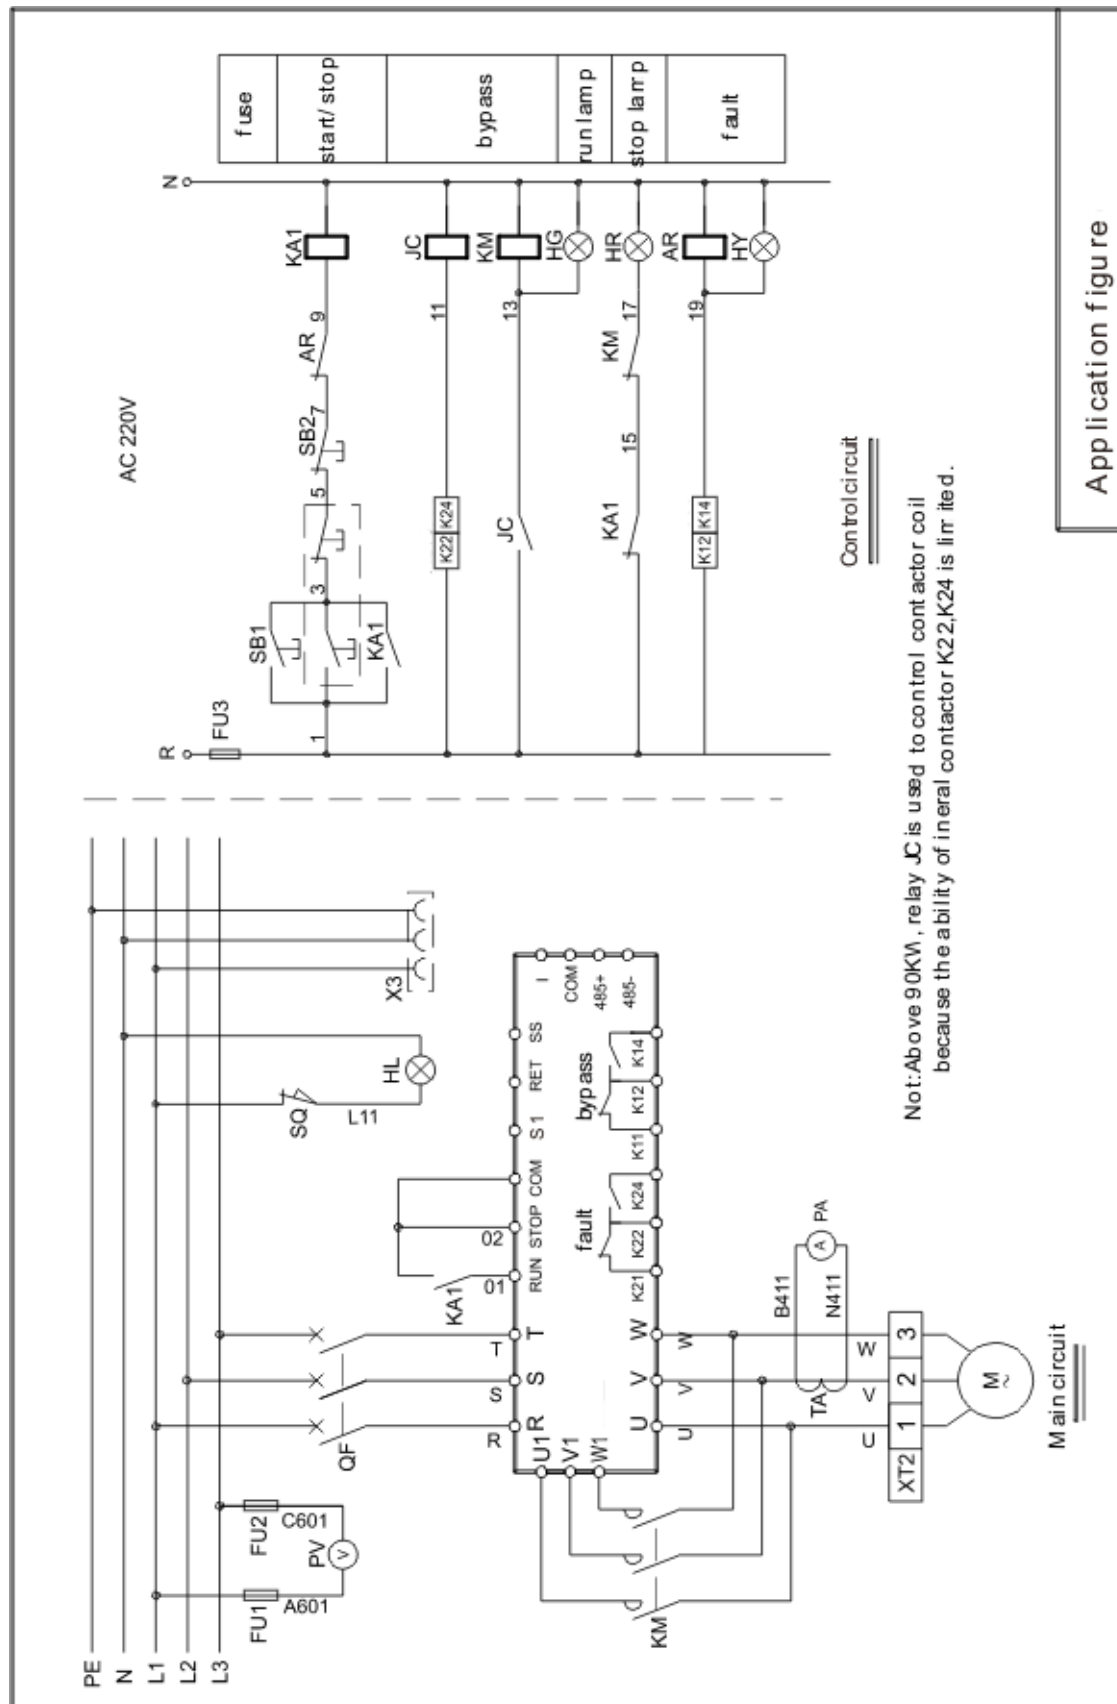 fuse
start/stop
bypass
run lamp
stop lamp
fault
N
KA1
JC
KM
HG
HR
AR
HY
9
11
13
17
19
AR
KM
AC 220V
7
SB2
15
5
K22 K24
JC
KA1
K12 K14
3
SB1
KA1
1
R
FU3
Control circuit
Not:Above 90KW, relay JC is used to control contactor coil
because the ability of ineral contactor K22,K24 is limited.
Application figure
X3
HL
SQ
L11
I
COM
485+
485-
SS
RET
S1
COM
STOP
RUN
02
01
KA1
bypass
K14
K12
K11
fault
K24
K22
K21
T
S
R
T
S
R
QF
W
V
U
W
V
U
U1
V1
W1
KM
B411
N411
A
PA
TA
W
V
U
3
2
1
XT2
M
~
Main circuit
FU2
C601
PV
V
FU1
A601
PE
N
L1
L2
L3